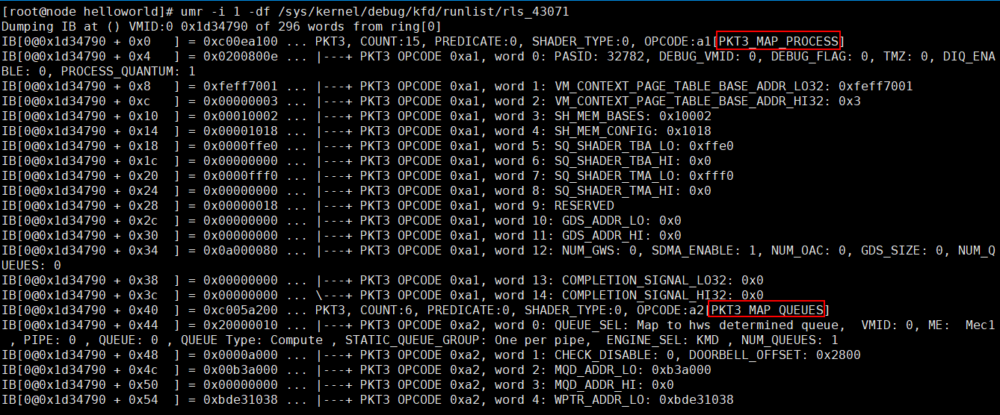 [root@node helloworld]# umr -i 1 -df /sys/kernel/debug/kfd/runlist/rls_43071
Dumping IB at () VMID:0 0x1d34790 of 296 words from ring[0]
IB[0@0x1d34790 + 0x0   ] = 0xc00ea100 ... PKT3, COUNT:15, PREDICATE:0, SHADER_TYPE:0, OPCODE:a1[PKT3_MAP_PROCESS]
IB[0@0x1d34790 + 0x4   ] = 0x0200800e ... |---+ PKT3 OPCODE 0xa1, word 0: PASID: 32782, DEBUG_VMID: 0, DEBUG_FLAG: 0, TMZ: 0, DIQ_ENA
BLE: 0, PROCESS_QUANTUM: 1
IB[0@0x1d34790 + 0x8   ] = 0xfeff7001 ... |---+ PKT3 OPCODE 0xa1, word 1: VM_CONTEXT_PAGE_TABLE_BASE_ADDR_LO32: 0xfeff7001
IB[0@0x1d34790 + 0xc   ] = 0x00000003 ... |---+ PKT3 OPCODE 0xa1, word 2: VM_CONTEXT_PAGE_TABLE_BASE_ADDR_HI32: 0x3
IB[0@0x1d34790 + 0x10  ] = 0x00010002 ... |---+ PKT3 OPCODE 0xa1, word 3: SH_MEM_BASES: 0x10002
IB[0@0x1d34790 + 0x14  ] = 0x00001018 ... |---+ PKT3 OPCODE 0xa1, word 4: SH_MEM_CONFIG: 0x1018
IB[0@0x1d34790 + 0x18  ] = 0x0000ffe0 ... |---+ PKT3 OPCODE 0xa1, word 5: SQ_SHADER_TBA_LO: 0xffe0
IB[0@0x1d34790 + 0x1c  ] = 0x00000000 ... |---+ PKT3 OPCODE 0xa1, word 6: SQ_SHADER_TBA_HI: 0x0
IB[0@0x1d34790 + 0x20  ] = 0x0000fff0 ... |---+ PKT3 OPCODE 0xa1, word 7: SQ_SHADER_TMA_LO: 0xfff0
IB[0@0x1d34790 + 0x24  ] = 0x00000000 ... |---+ PKT3 OPCODE 0xa1, word 8: SQ_SHADER_TMA_HI: 0x0
IB[0@0x1d34790 + 0x28  ] = 0x00000018 ... |---+ PKT3 OPCODE 0xa1, word 9: RESERVED
IB[0@0x1d34790 + 0x2c  ] = 0x00000000 ... |---+ PKT3 OPCODE 0xa1, word 10: GDS_ADDR_LO: 0x0
IB[0@0x1d34790 + 0x30  ] = 0x00000000 ... |---+ PKT3 OPCODE 0xa1, word 11: GDS_ADDR_HI: 0x0
IB[0@0x1d34790 + 0x34  ] = 0x0a000080 ... |---+ PKT3 OPCODE 0xa1, word 12: NUM_GWS: 0, SDMA_ENABLE: 1, NUM_OAC: 0, GDS_SIZE: 0, NUM_Q
UEUES: 0
IB[0@0x1d34790 + 0x38  ] = 0x00000000 ... |---+ PKT3 OPCODE 0xa1, word 13: COMPLETION_SIGNAL_LO32: 0x0
IB[0@0x1d34790 + 0x3c  ] = 0x00000000 ... \---+ PKT3 OPCODE 0xa1, word 14: COMPLETION_SIGNAL_HI32: 0x0
IB[0@0x1d34790 + 0x40  ] = 0xc005a200 ... PKT3, COUNT:6, PREDICATE:0, SHADER_TYPE:0, OPCODE:a2[PKT3_MAP_QUEUES]
IB[0@0x1d34790 + 0x44  ] = 0x20000010 ... |---+ PKT3 OPCODE 0xa2, word 0: QUEUE_SEL: Map to hws determined queue,  VMID: 0, ME:  Mec1
 , PIPE: 0 , QUEUE: 0 , QUEUE Type: Compute , STATIC_QUEUE_GROUP: One per pipe,  ENGINE_SEL: KMD , NUM_QUEUES: 1
IB[0@0x1d34790 + 0x48  ] = 0x0000a000 ... |---+ PKT3 OPCODE 0xa2, word 1: CHECK_DISABLE: 0, DOORBELL_OFFSET: 0x2800
IB[0@0x1d34790 + 0x4c  ] = 0x00b3a000 ... |---+ PKT3 OPCODE 0xa2, word 2: MQD_ADDR_LO: 0xb3a000
IB[0@0x1d34790 + 0x50  ] = 0x00000000 ... |---+ PKT3 OPCODE 0xa2, word 3: MQD_ADDR_HI: 0x0
IB[0@0x1d34790 + 0x54  ] = 0xbde31038 ... |---+ PKT3 OPCODE 0xa2, word 4: WPTR_ADDR_LO: 0xbde31038